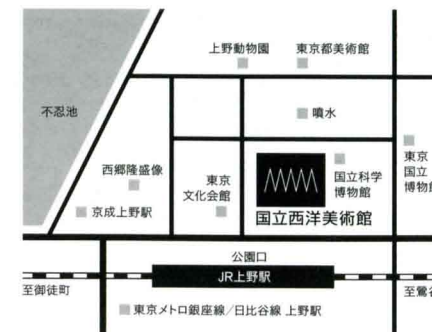 上野動物園
東京都美術館
不忍池
噴水
西郷隆盛像
東京
文化会館
国立科学
博物館
東京
国立
博物館
京成上野駅
国立西洋美術館
公園口
JR上野駅
至御徒町
至鶯谷
東京メトロ銀座線/日比谷線 上野駅